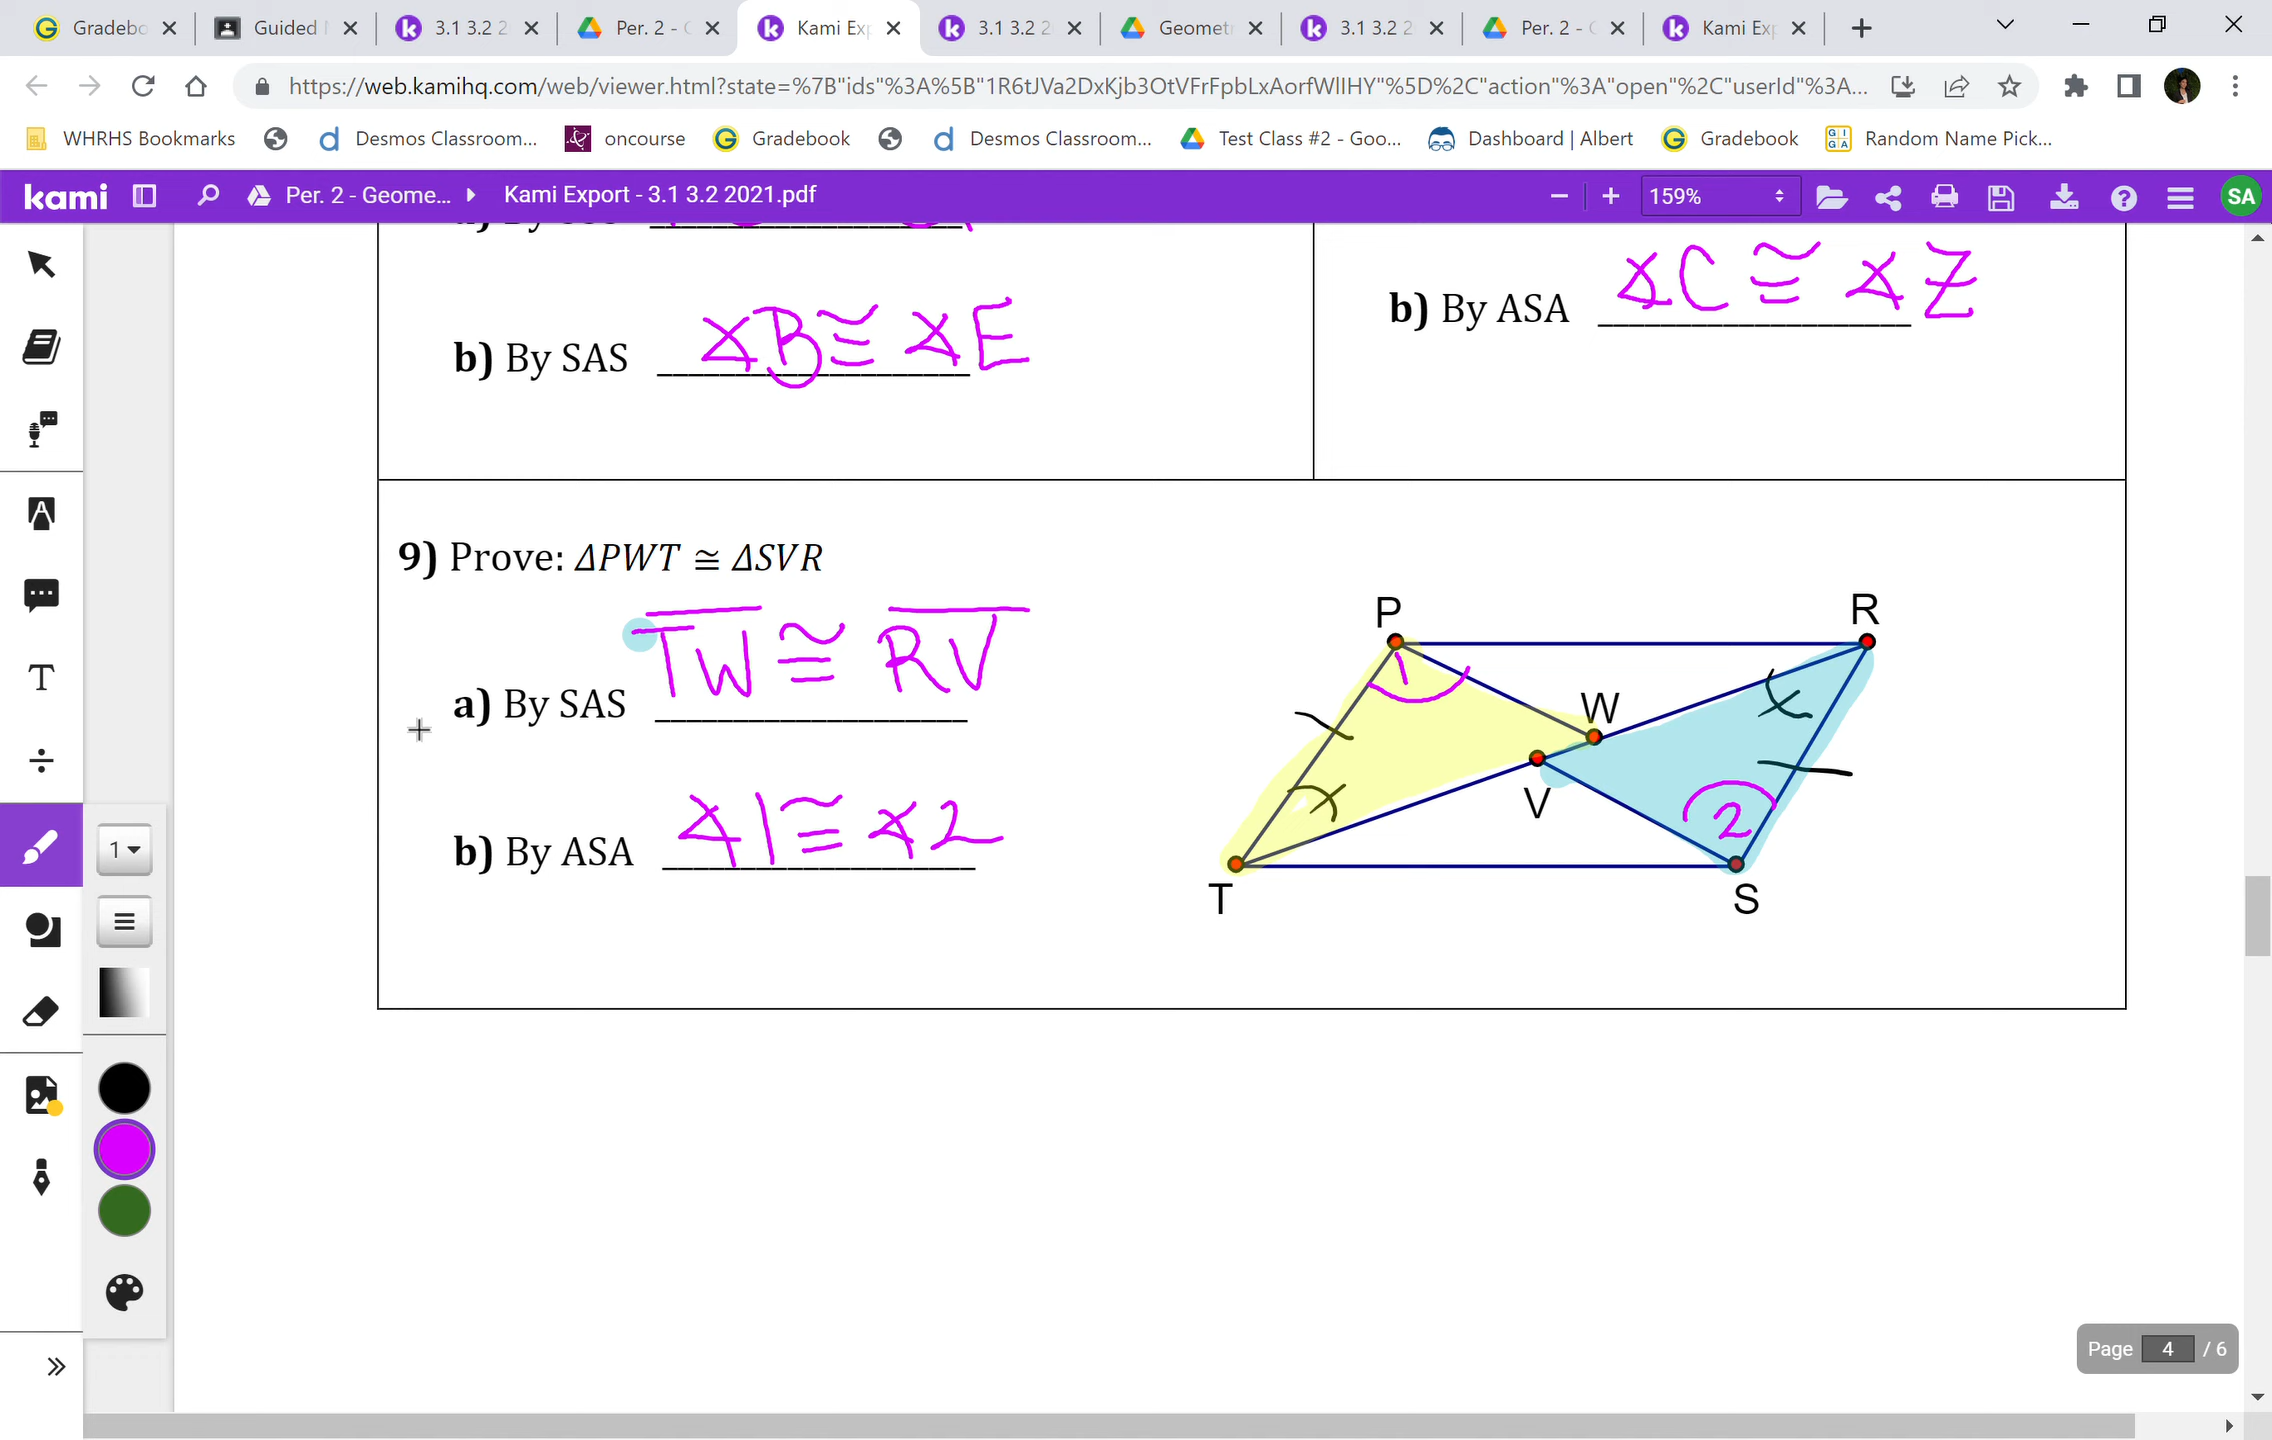 Gradebo
Guided
3.1 3.2 2
Per. 2 -
Kami Exp
3.1 3.2 2
Geomet
3.1 3.2 2
Per. 2 -
Kami Exp
https://web.kamihq.com/web/viewer.html?state=%7B"ids"%3A%5B"1R6tJVa2DxKjb3OtVFrFpbLxAorfWlIHY"%5D%2C"action"%3A"open"%2C"userId"%3A...
WHRHS Bookmarks
Desmos Classroom...
oncourse
Gradebook
Desmos Classroom...
Test Class #2 - Goo...
Dashboard | Albert
Gradebook
GI GA
Random Name Pick...
kami
Per. 2 - Geome...
Kami Export - 3.1 3.2 2021.pdf
159%
SA
b) By SAS ∡B ≅ ∡E
b) By ASA ∡C ≅ ∡Z
9) Prove: ΔPWT ≅ ΔSVR
a) By SAS T̅W̅ ≅ R̅V̅
b) By ASA ∡1 ≅ ∡2
P
R
1
W
V
2
T
S
T
1
Page 4 / 6